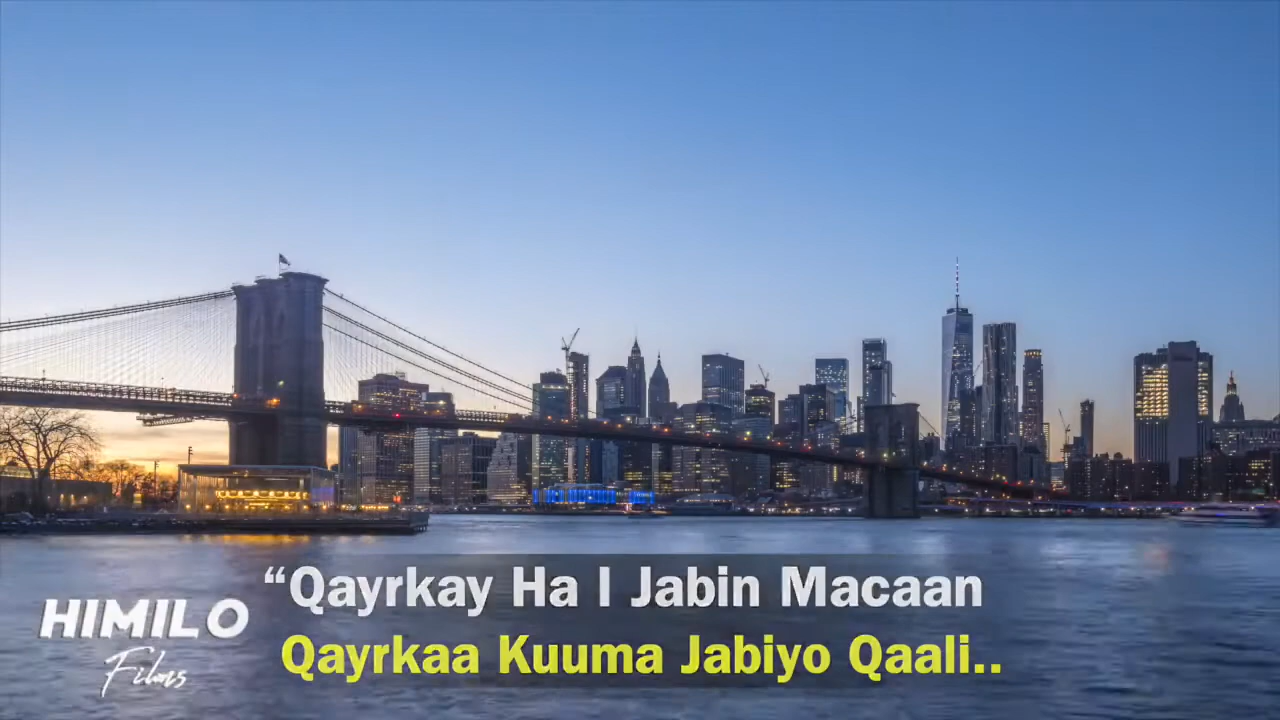 “Qayrkay Ha I Jabin Macaan
Qayrkaa Kuuma Jabiyo Qaali..
HIMILO
Films